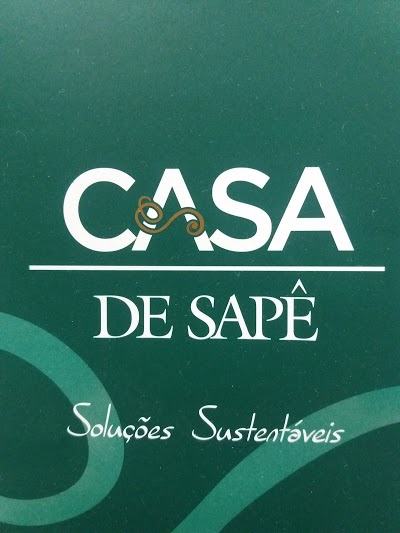 CASA
DE SAPÊ
Soluções Sustentáveis